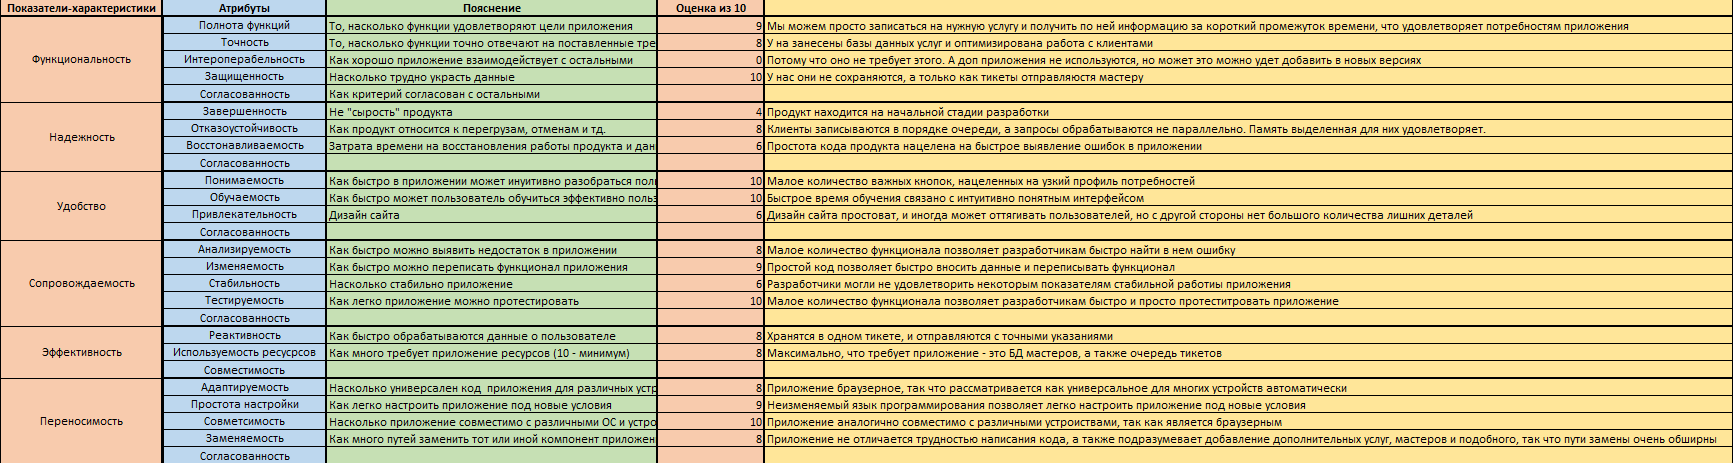 Показатели-характеристики Атрибуты Пояснение Оценка из 10
Функциональность
Полнота функций То, насколько функции удовлетворяют цели приложения 9 Мы можем просто записаться на нужную услугу и получить по ней информацию за короткий промежуток времени, что удовлетворяет потребностям приложения
Точность То, насколько функции точно отвечают на поставленные тре 8 У на занесены базы данных услуг и оптимизирована работа с клиентами
Интероперабельность Как хорошо приложение взаимодействует с остальными 0 Потому что оно не требует этого. А доп приложения не используются, но может это можно удет добавить в новых версиях
Защищенность Насколько трудно украсть данные 10 У нас они не сохраняются, а только как тикеты отправляюстя мастеру
Согласованность Как критерий согласован с остальными
Надежность
Завершенность Не "сырость" продукта 4 Продукт находится на начальной стадии разработки
Отказоустойчивость Как продукт относится к перегрузам, отменам и тд. 8 Клиенты записываются в порядке очереди, а запросы обрабатываются не параллельно. Память выделенная для них удовлетворяет.
Восстонавливаемость Затрата времени на восстановления работы продукта и дан 6 Простота кода продукта нацелена на быстрое выявление ошибок в приложении
Согласованность
Удобство
Понимаемость Как быстро в приложении может инуитивно разобраться пол 10 Малое количество важных кнопок, нацеленных на узкий профиль потребностей
Обучаемость Как быстро может пользователь обучиться эффективно польз 10 Быстрое время обучения связано с интуитивно понятным интерфейсом
Привлекательность Дизайн сайта 6 Дизайн сайта простоват, и иногда может оттягивать пользователей, но с другой стороны нет большого количества лишних деталей
Согласованность
Сопровождаемость
Анализируемость Как быстро можно выявить недостаток в приложении 8 Малое количество функционала позволяет разработчикам быстро найти в нем ошибку
Изменяемость Как быстро можно переписать функционал приложения 9 Простой код позволяет быстро вносить данные и переписывать функционал
Стабильность Насколько стабильно приложение 6 Разработчики могли не удовлетворить некоторым показателям стабильной работиы приложения
Тестируемость Как легко приложение можно протестировать 10 Малое количество функционала позволяет разработчикам быстро и просто протеститровать приложение
Согласованность
Эффективность
Реактивность Как быстро обрабатываются данные о пользователе 8 Хранятся в одном тикете, и отправляются с точными указаниями
Используемость ресурсров Как много требует приложение ресурсов (10 - минимум) 8 Максимально, что требует приложение - это БД мастеров, а также очередь тикетов
Совместимость
Переносимость
Адаптируемость Насколько универсален код приложения для различных устр 8 Приложение браузерное, так что рассматривается как универсальное для многих устройств автоматически
Простота настройки Как легко настроить приложение под новые условия 9 Неизменяемый язык программирования позволяет легко настроить приложение под новые условия
Совметсимость Насколько приложение совместимо с различными ОС и устро 10 Приложение аналогично совместимо с различными устроиствами, так как является браузерным
Заменяемость Как много путей заменить тот или иной компонент приложен 8 Приложение не отличается трудностью написания кода, а также подразумевает добавление дополнительных услуг, мастеров и подобного, так что пути замены очень обширны
Согласованность